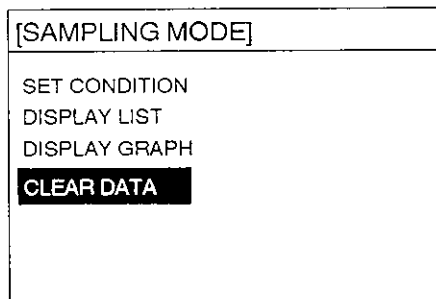 [SAMPLING MODE]
SET CONDITION
DISPLAY LIST
DISPLAY GRAPH
CLEAR DATA